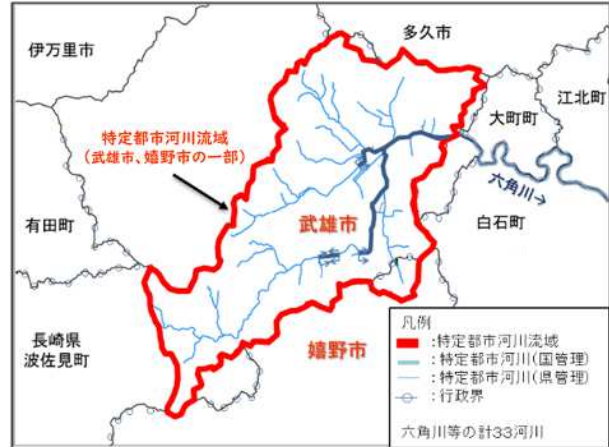 多久市
伊万里市
江北町
大町町
特定都市河川流域
(武雄市、嬉野市の一部)
六角川→
有田町
武雄市
白石町
長崎県
波佐見町
嬉野市
凡例
:特定都市河川流域
:特定都市河川(国管理)
:特定都市河川(県管理)
:行政界
六角川等の計33河川